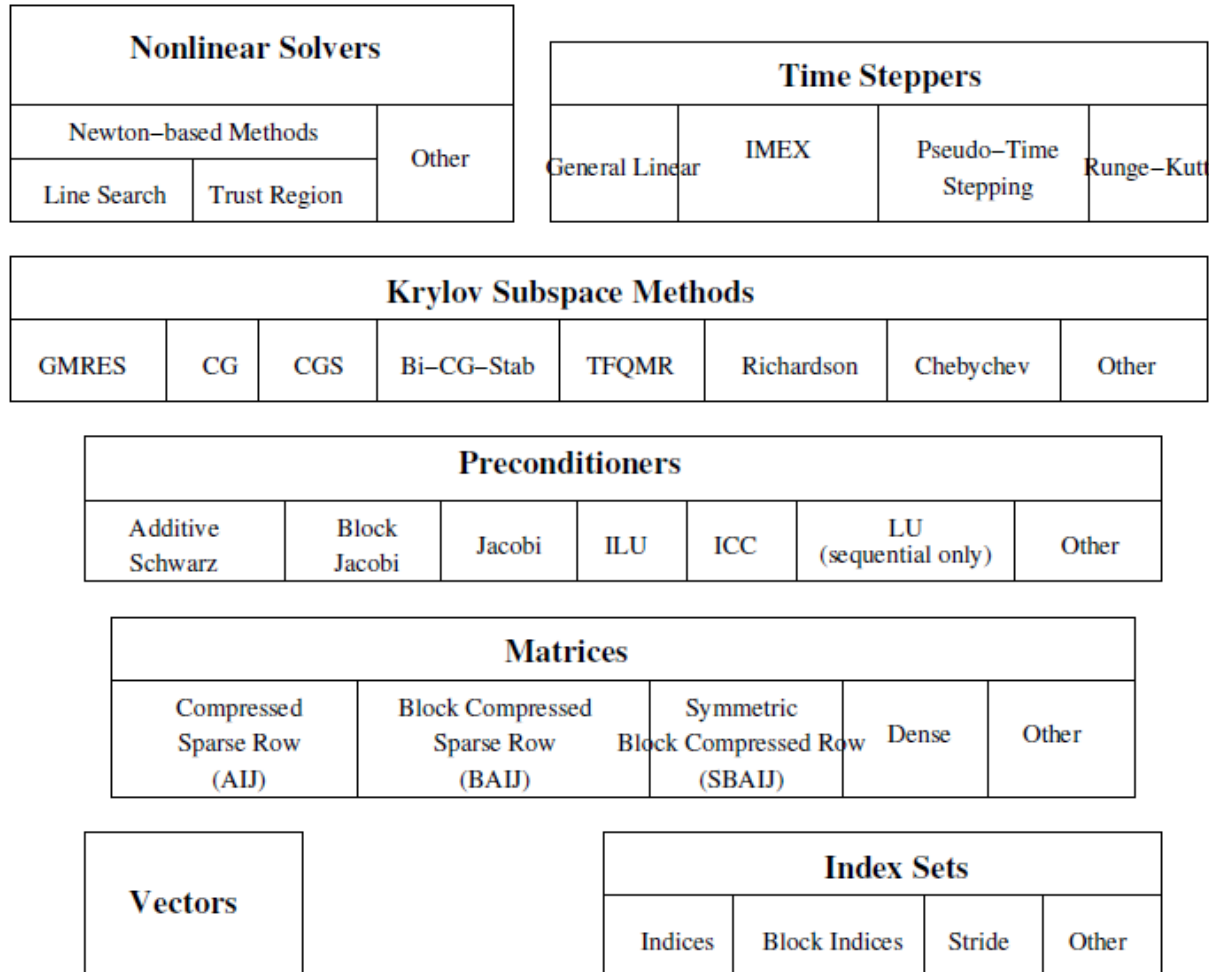 Nonlinear Solvers
Newton−based Methods
Other
Line Search
Trust Region
Time Steppers
General Linear
IMEX
Pseudo−Time
Stepping
Runge−Kutt
Krylov Subspace Methods
GMRES
CG
CGS
Bi−CG−Stab
TFQMR
Richardson
Chebychev
Other
Preconditioners
Additive
Schwarz
Block
Jacobi
Jacobi
ILU
ICC
LU
(sequential only)
Other
Matrices
Compressed
Sparse Row
(AIJ)
Block Compressed
Sparse Row
(BAIJ)
Symmetric
Block Compressed Row
(SBAIJ)
Dense
Other
Vectors
Index Sets
Indices
Block Indices
Stride
Other